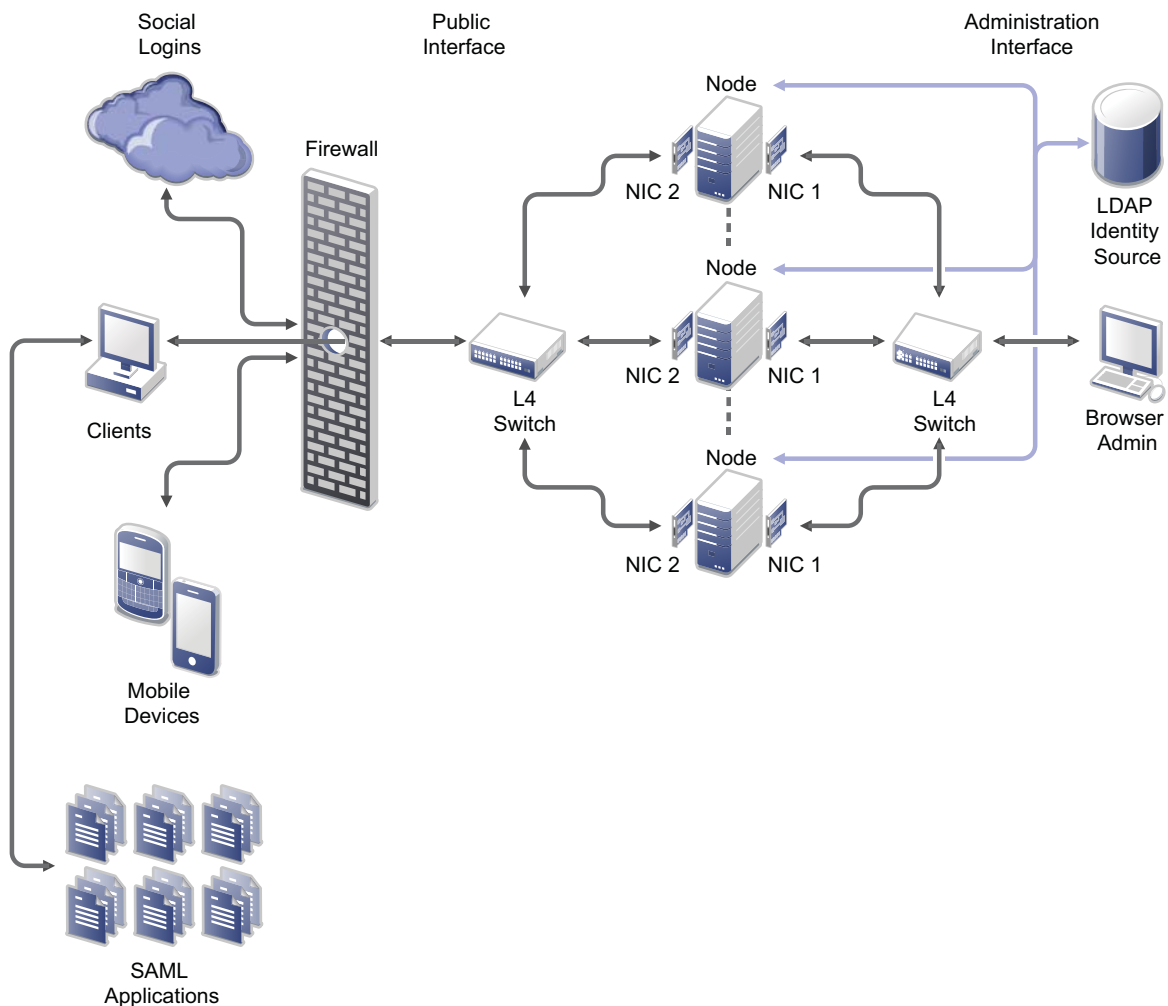 Social
Logins
Public
Interface
Administration
Interface
Node
Firewall
NIC 2
NIC 1
LDAP
Identity
Source
Node
NIC 2
NIC 1
Clients
L4
Switch
L4
Switch
Browser
Admin
Node
NIC 2
NIC 1
Mobile
Devices
SAML
Applications